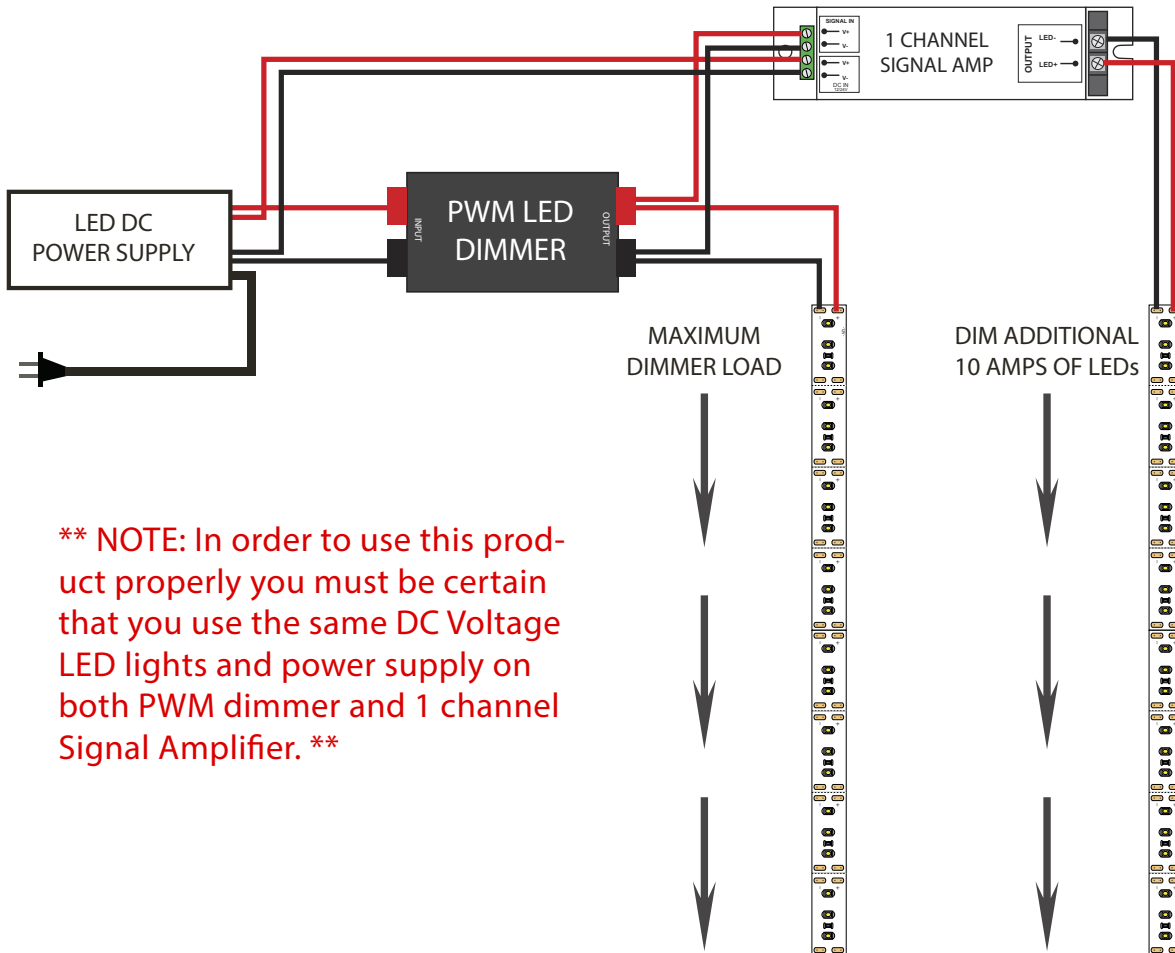 SIGNAL IN
V+
V-
V+
V-
DC IN
12/24V
1 CHANNEL
SIGNAL AMP
OUTPUT
LED-
LED+
LED DC
POWER SUPPLY
INPUT
PWM LED
DIMMER
OUTPUT
MAXIMUM
DIMMER LOAD
DIM ADDITIONAL
10 AMPS OF LEDs
** NOTE: In order to use this prod-
uct properly you must be certain
that you use the same DC Voltage
LED lights and power supply on
both PWM dimmer and 1 channel
Signal Amplifier. **